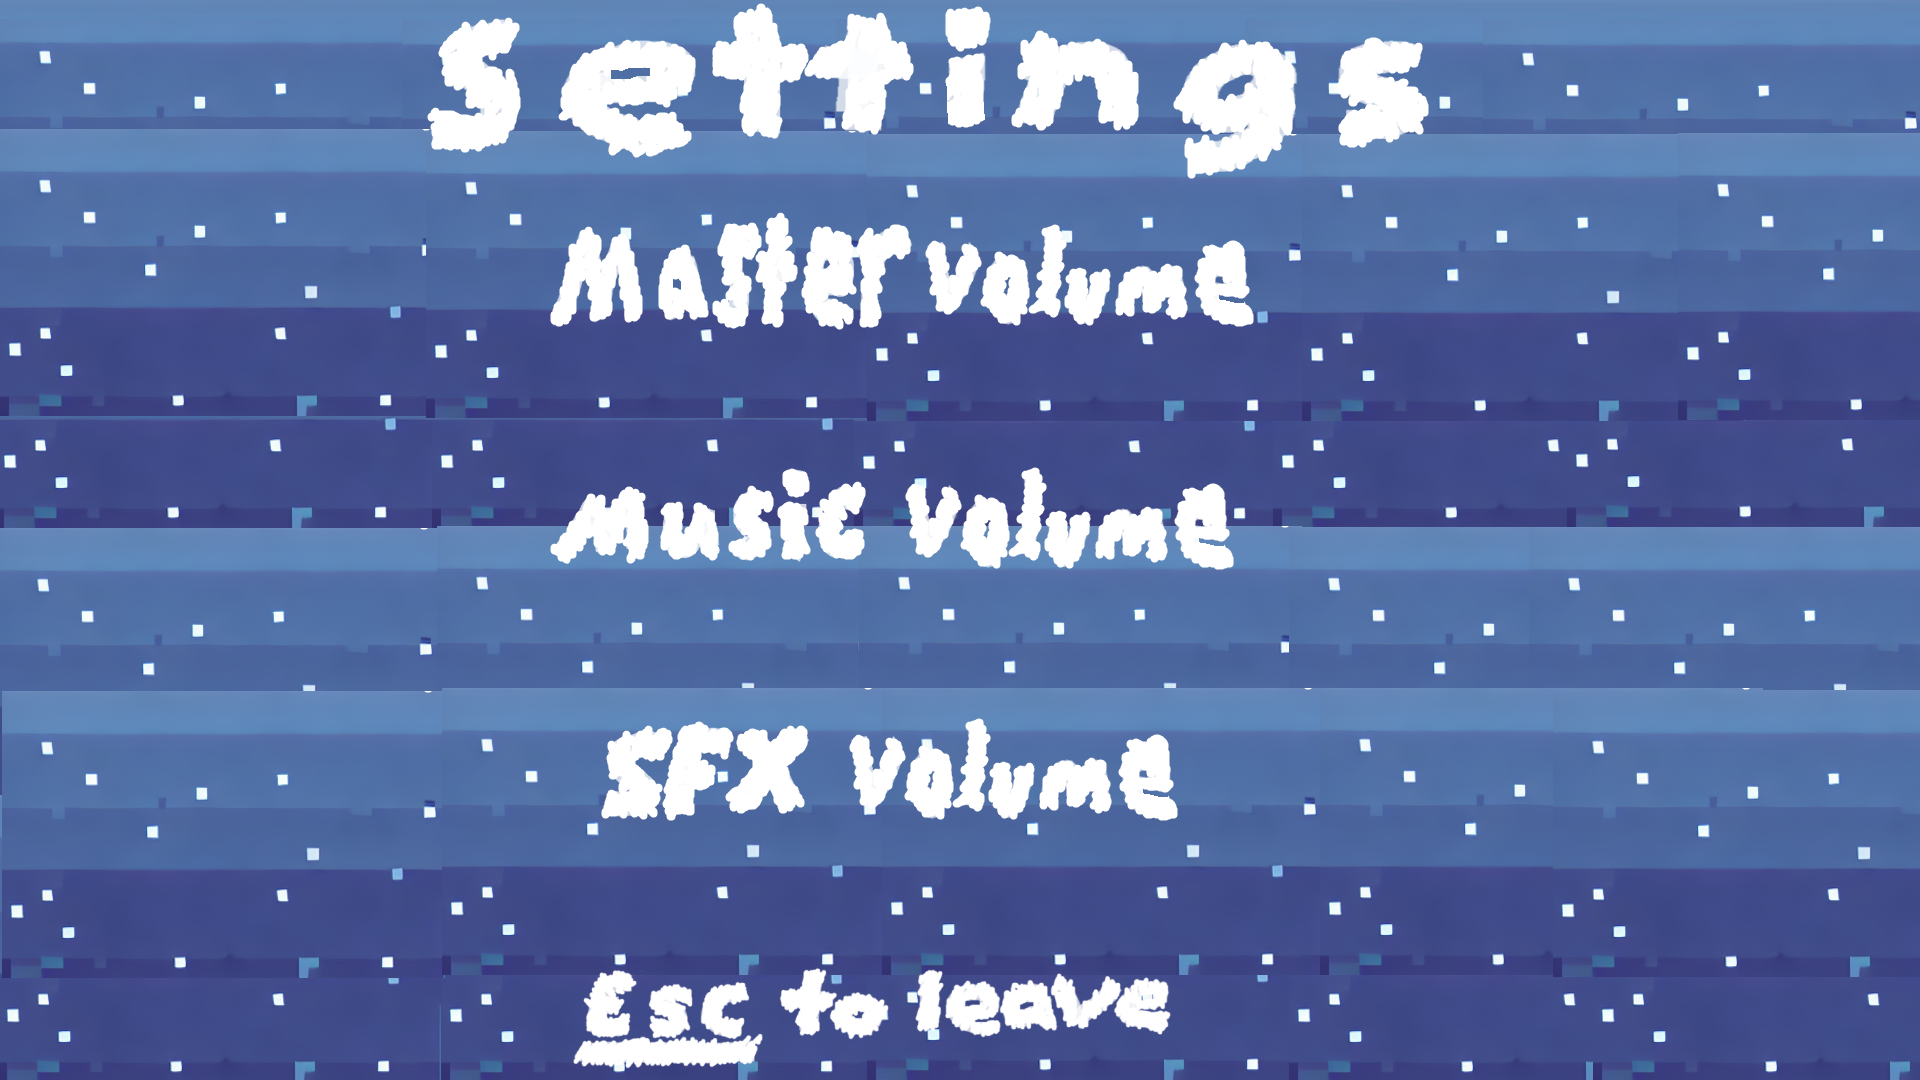 Settings
Master Volume
Music Volume
SFX Volume
Esc to leave